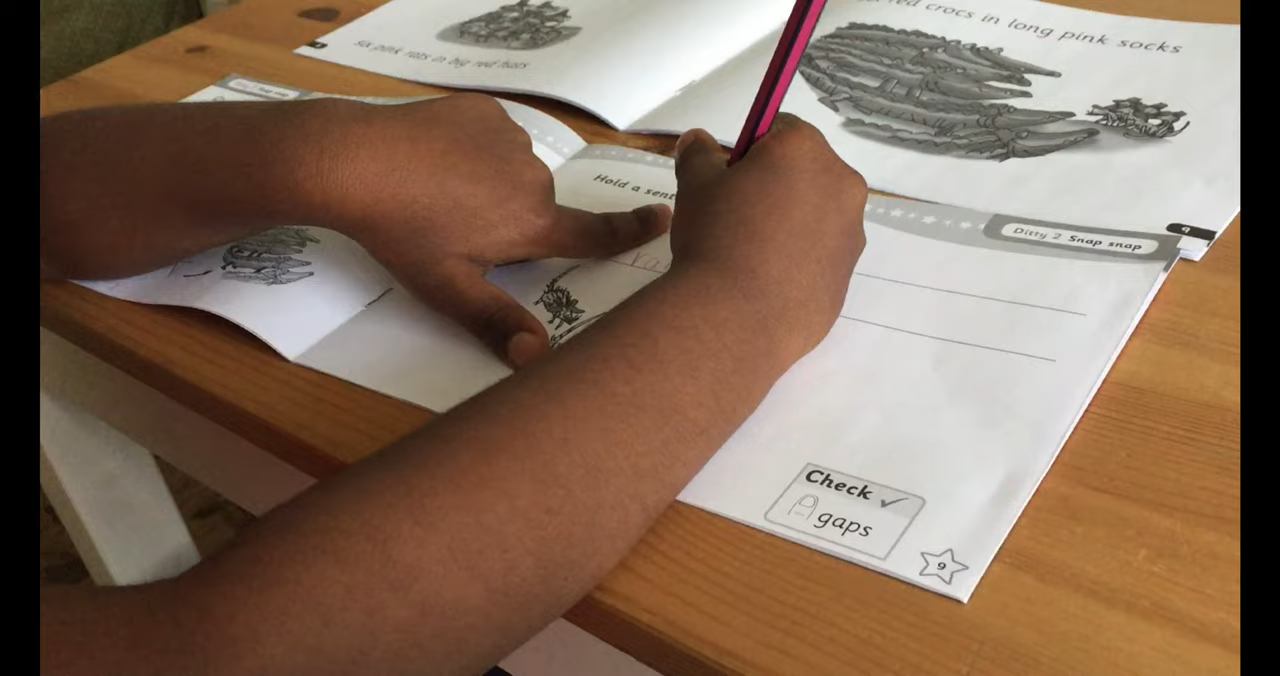 red crocs in long pink socks
Six pink rats in big red hats
9
Hold a sent
Ditty 2 Snap snap
Check ✓
gaps
9